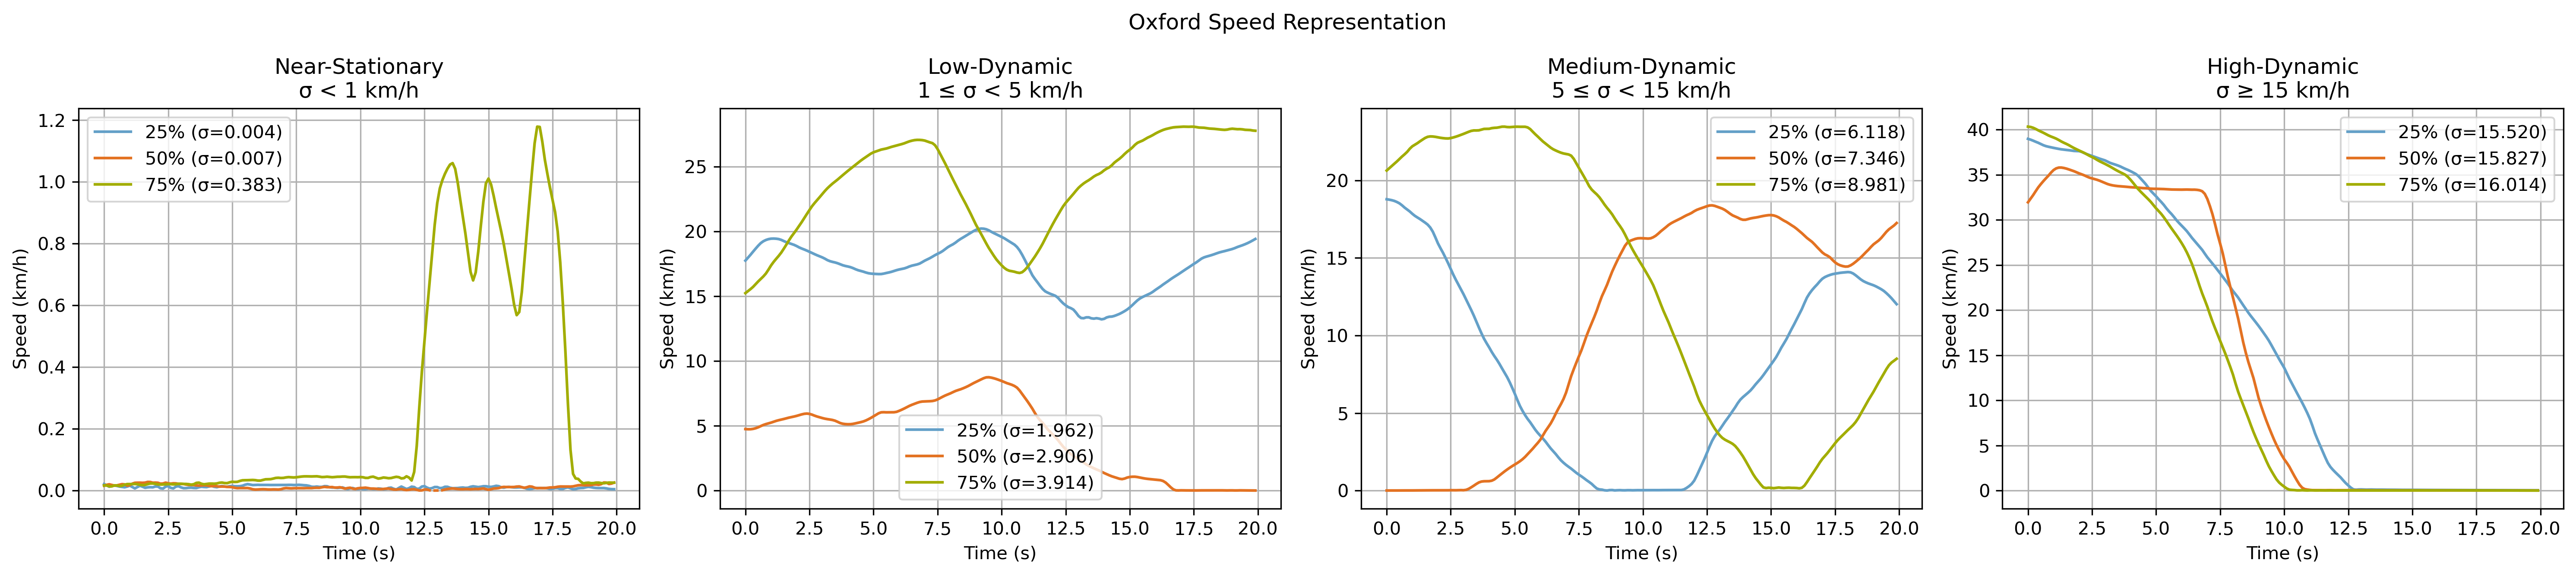 Oxford Speed Representation
Near-Stationary
σ < 1 km/h
1.2
1.0
0.8
0.6
0.4
0.2
0.0
Speed (km/h)
25% (σ=0.004)
50% (σ=0.007)
75% (σ=0.383)
0.0 2.5 5.0 7.5 10.0 12.5 15.0 17.5 20.0
Time (s)
Low-Dynamic
1 ≤ σ < 5 km/h
25
20
15
10
5
0
Speed (km/h)
25% (σ=1.962)
50% (σ=2.906)
75% (σ=3.914)
0.0 2.5 5.0 7.5 10.0 12.5 15.0 17.5 20.0
Time (s)
Medium-Dynamic
5 ≤ σ < 15 km/h
20
15
10
5
0
Speed (km/h)
25% (σ=6.118)
50% (σ=7.346)
75% (σ=8.981)
0.0 2.5 5.0 7.5 10.0 12.5 15.0 17.5 20.0
Time (s)
High-Dynamic
σ ≥ 15 km/h
40
35
30
25
20
15
10
5
0
Speed (km/h)
25% (σ=15.520)
50% (σ=15.827)
75% (σ=16.014)
0.0 2.5 5.0 7.5 10.0 12.5 15.0 17.5 20.0
Time (s)